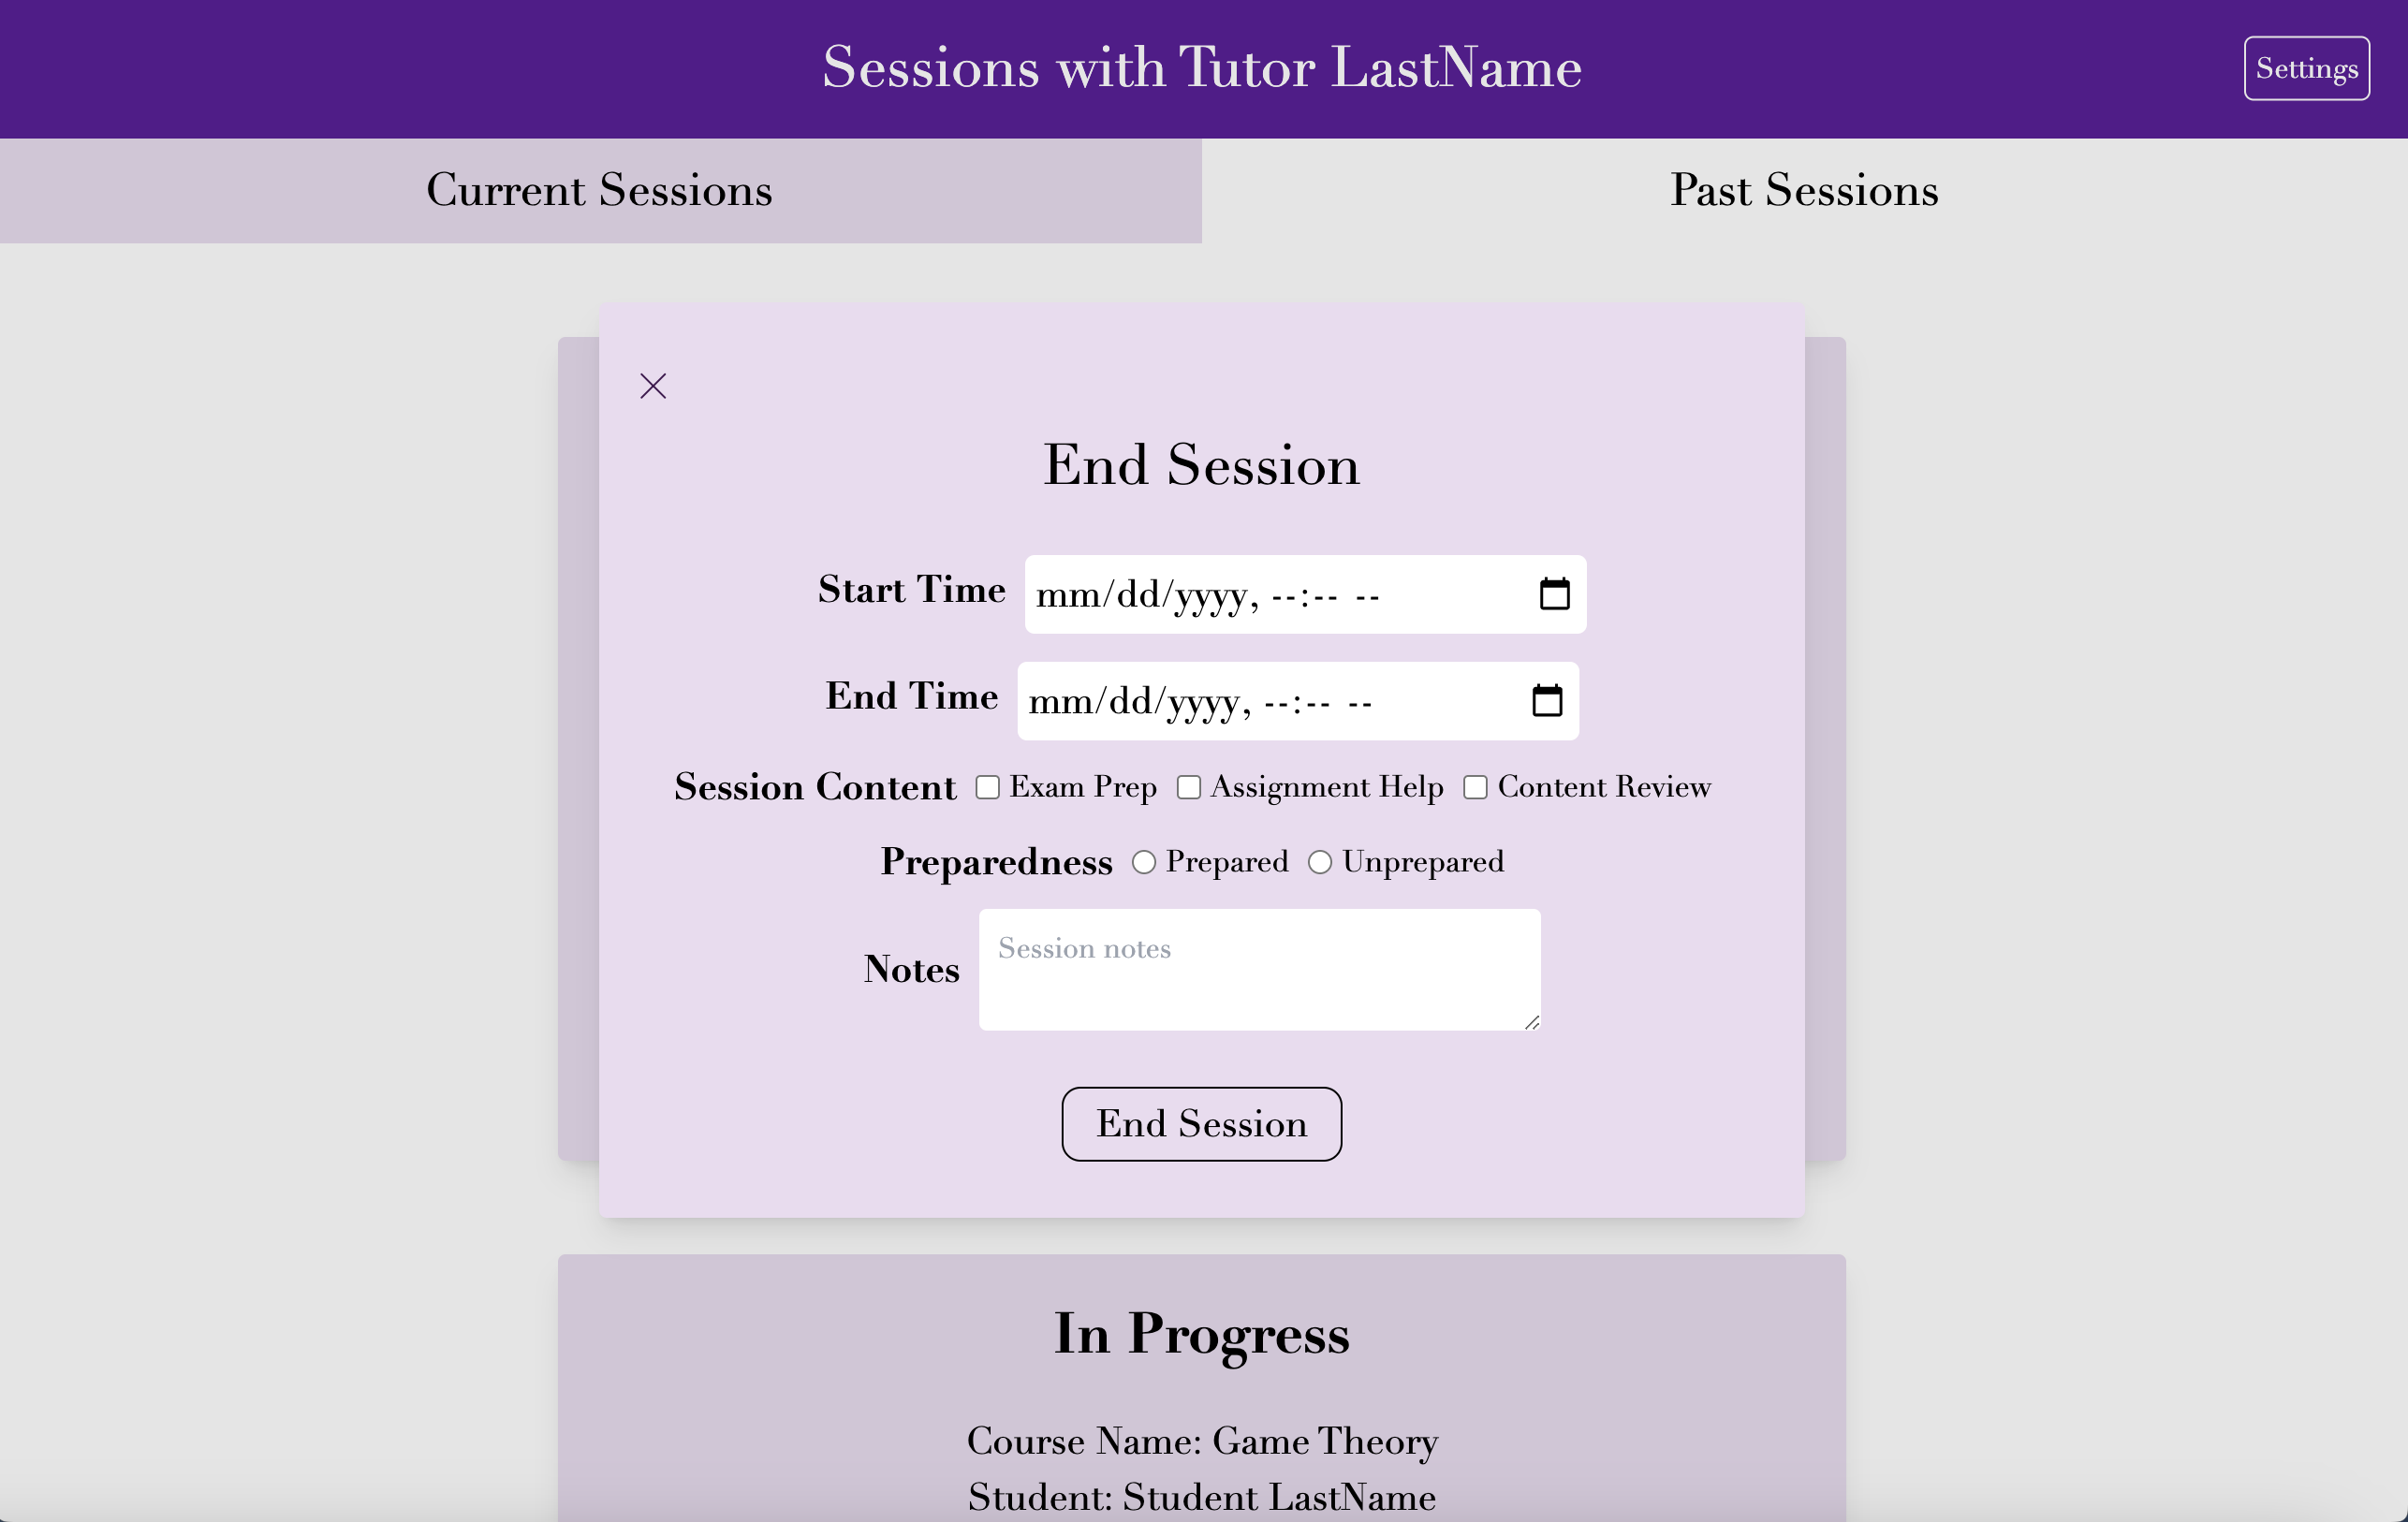 Sessions with Tutor LastName
Settings
Current Sessions
Past Sessions
End Session
Start Time mm/dd/yyyy, --:-- --
End Time mm/dd/yyyy, --:-- --
Session Content Exam Prep Assignment Help Content Review
Preparedness Prepared Unprepared
Notes Session notes
End Session
In Progress
Course Name: Game Theory
Student: Student LastName